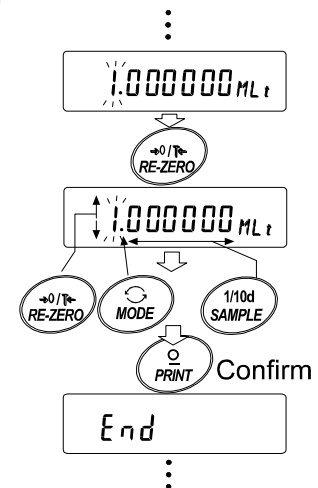 1.000000 MLt
→0/T←
RE-ZERO
1.000000 MLt
→0/T←
RE-ZERO
MODE
1/10d
SAMPLE
PRINT
Confirm
End